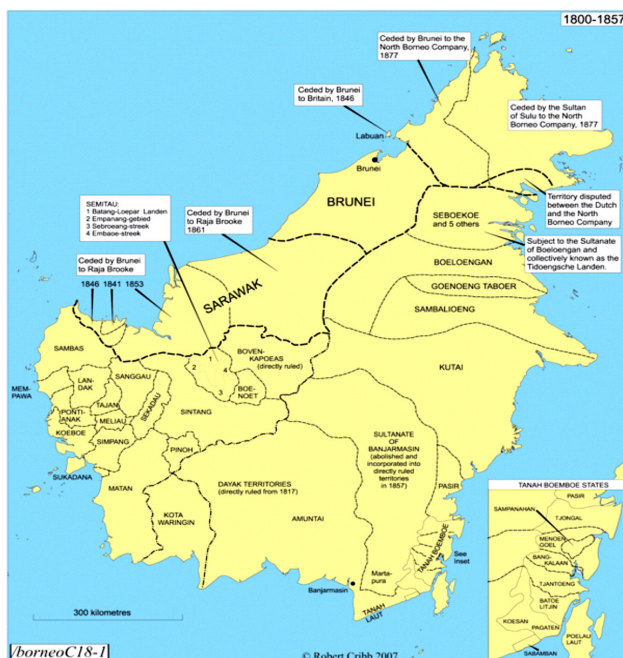 1800-1857
Ceded by Brunei to the
North Borneo Company,
1877
Ceded by Brunei
to Britain, 1846
Ceded by the Sultan
of Sulu to the North
Borneo Company, 1877
Labuan
Brunei
BRUNEI
Territory disputed
between the Dutch
and the North
Borneo Company
SEMITAU:
1 Batang-Loepar Landen
2 Empanang-gebied
3 Sebroeang-streek
4 Embaoe-streek
Ceded by Brunei
to Raja Brooke
1861
SEBOEKOE
and 5 others
Subject to the Sultanate
of Boeloengan and
collectively known as the
Tidoengsche Landen.
Ceded by Brunei
to Raja Brooke
1846 1841 1853
BOELOENGAN
GOENOENG TABOER
SARAWAK
SAMBALIOENG
SAMBAS
BOVEN-
KAPOEAS
(directly ruled)
KUTAI
2
4
3
MEM-
PAWA
LAN-
DAK
SANGGAU
BOE-
NOET
TAJAN
SEKADAU
SINTANG
PONTI-
ANAK
MELIAU
KOEBOE
SIMPANG
PINOH
SULTANATE
OF
BANJARMASIN
(abolished and
incorporated into
directly ruled
territories
in 1857)
SUKADANA
MATAN
DAYAK TERRITORIES
(directly ruled from 1817)
PASIR
KOTA
WARINGIN
AMUNTAI
TANAH BOEMBOE
See
Inset
Marta-
pura
Banjarmasin
TANAH
LAUT
300 kilometres
TANAH BOEMBOE STATES
PASIR
SAMPANAHAN
TJONGAL
MENOEN-
GOEL
BANG-
KALAAN
TJANTOENG
BATOE
LITJIN
KOESAN
PAGATEN
POELAU
LAUT
SABAMBAN
/borneoC18-1
© Robert Cribb 2007